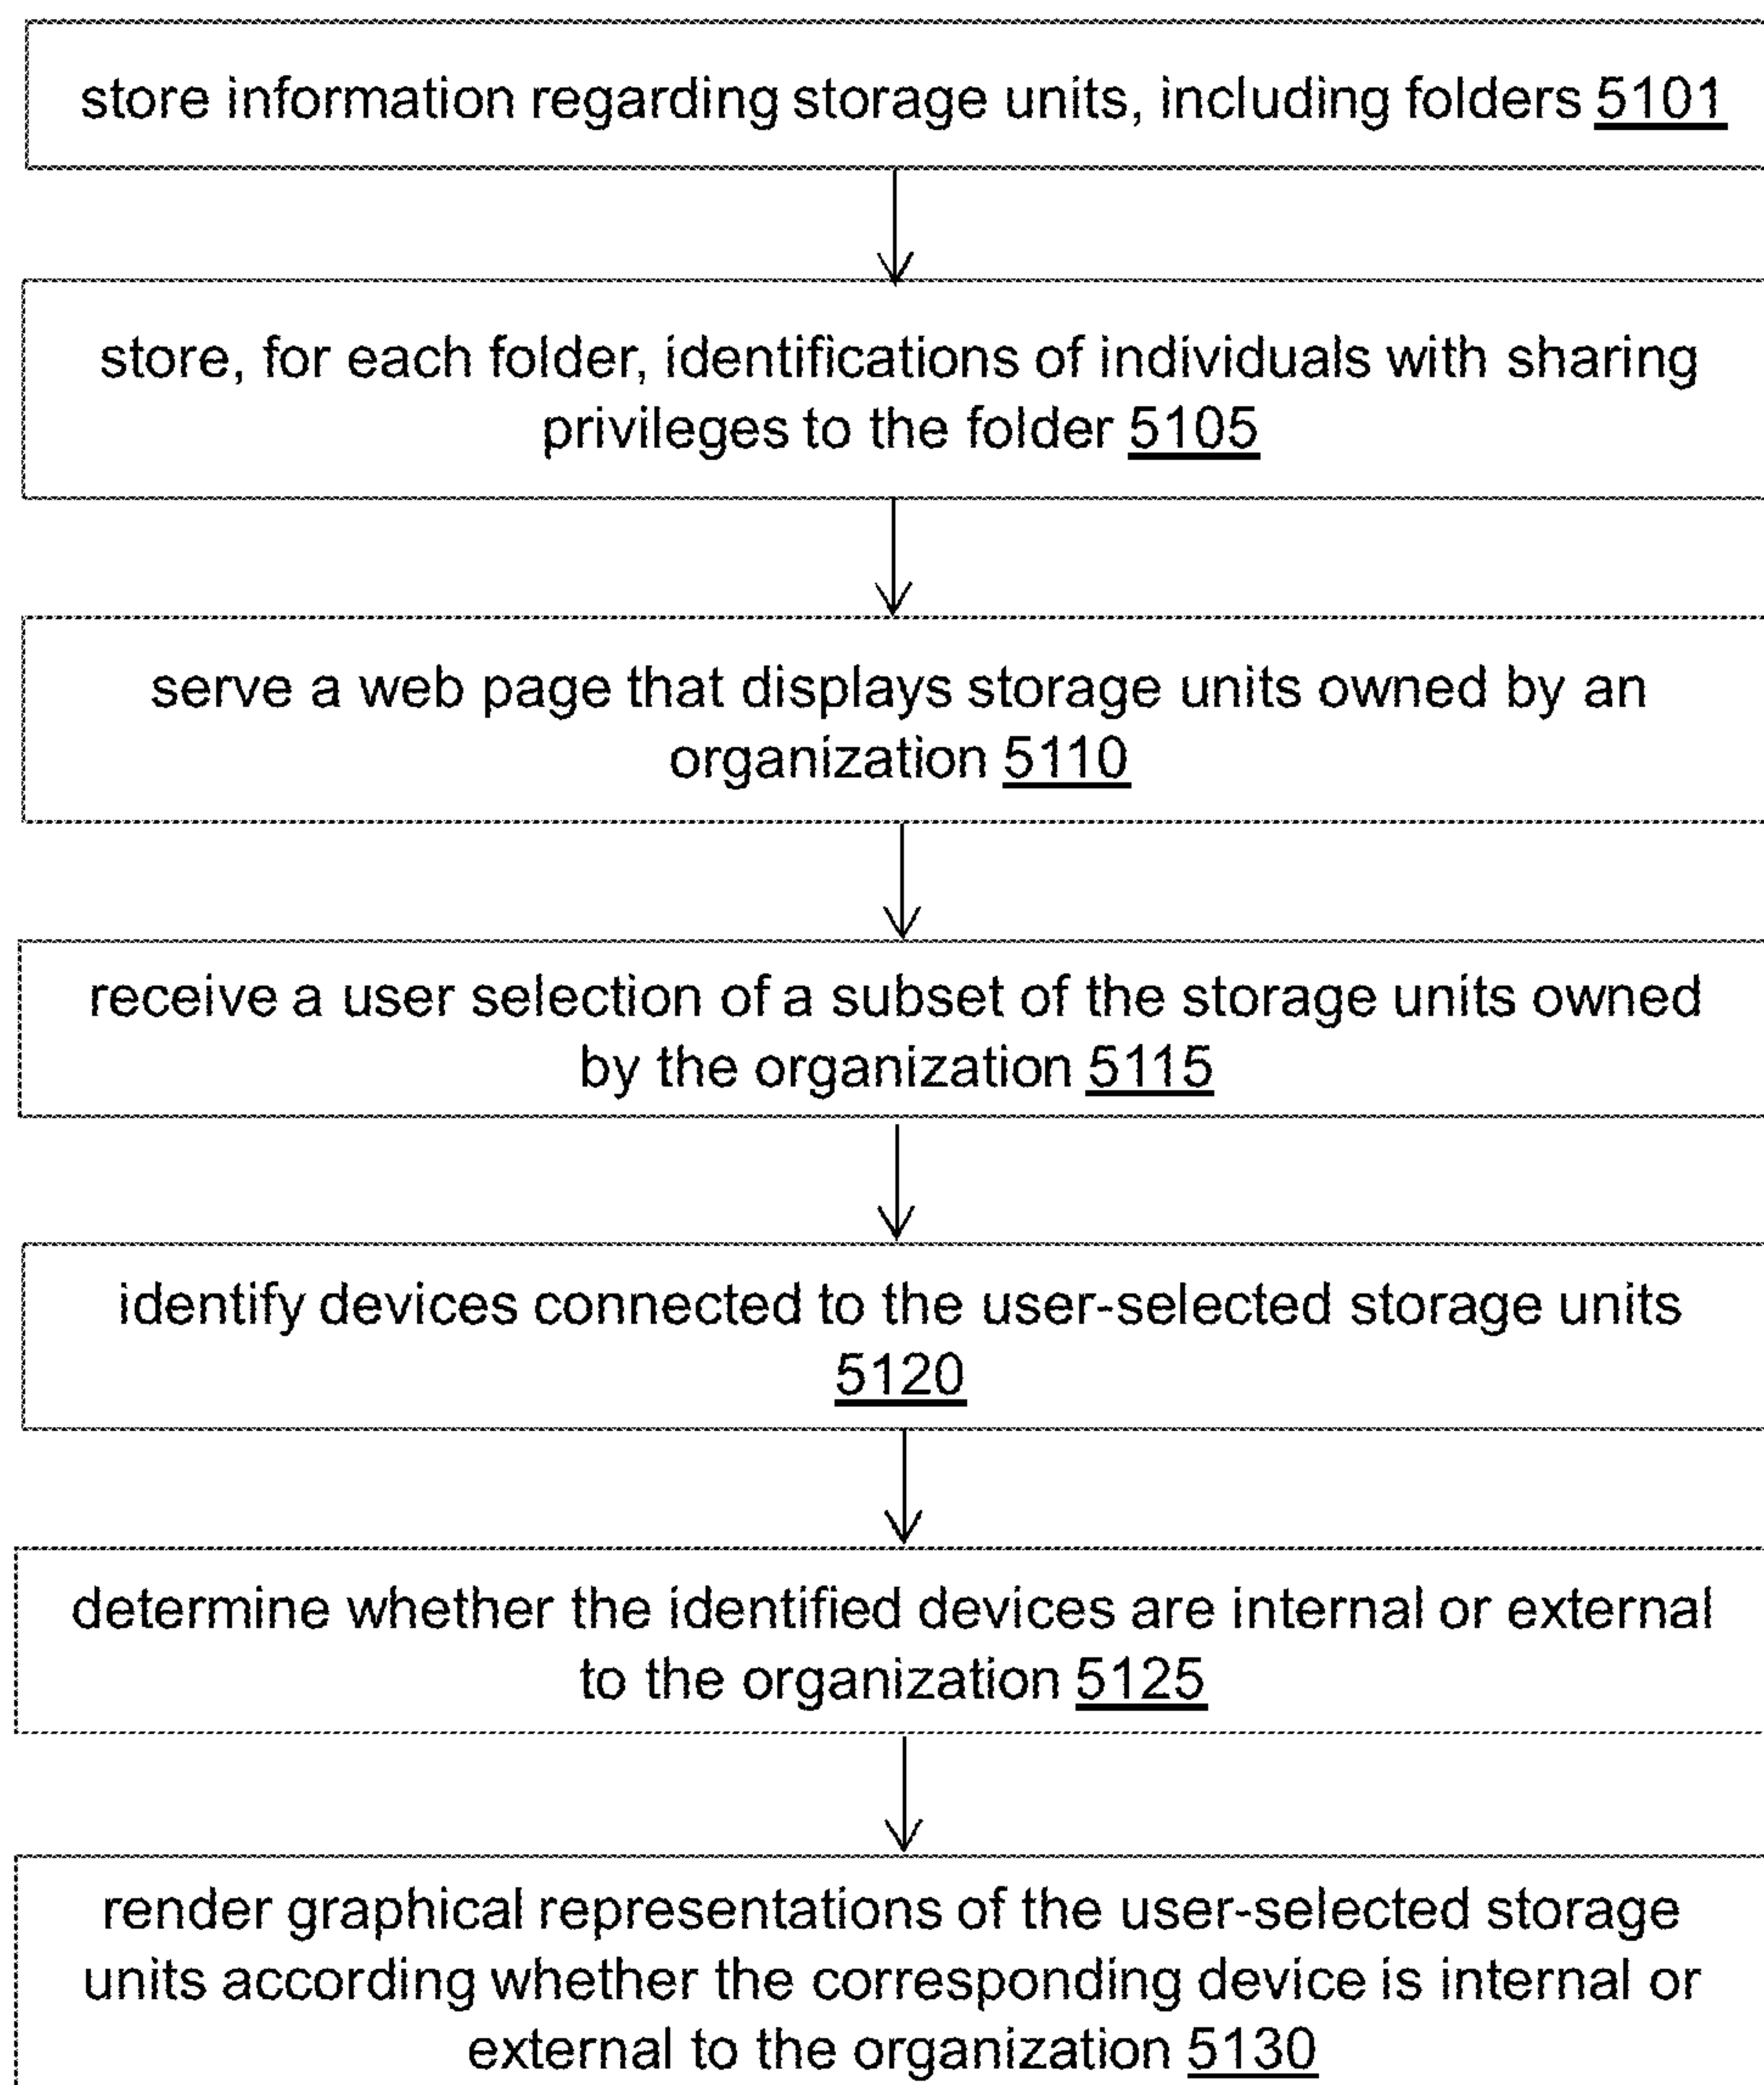 store information regarding storage units, including folders 5101
store, for each folder, identifications of individuals with sharing
privileges to the folder 5105
serve a web page that displays storage units owned by an
organization 5110
receive a user selection of a subset of the storage units owned
by the organization 5115
identify devices connected to the user-selected storage units
5120
determine whether the identified devices are internal or external
to the organization 5125
render graphical representations of the user-selected storage
units according whether the corresponding device is internal or
external to the organization 5130